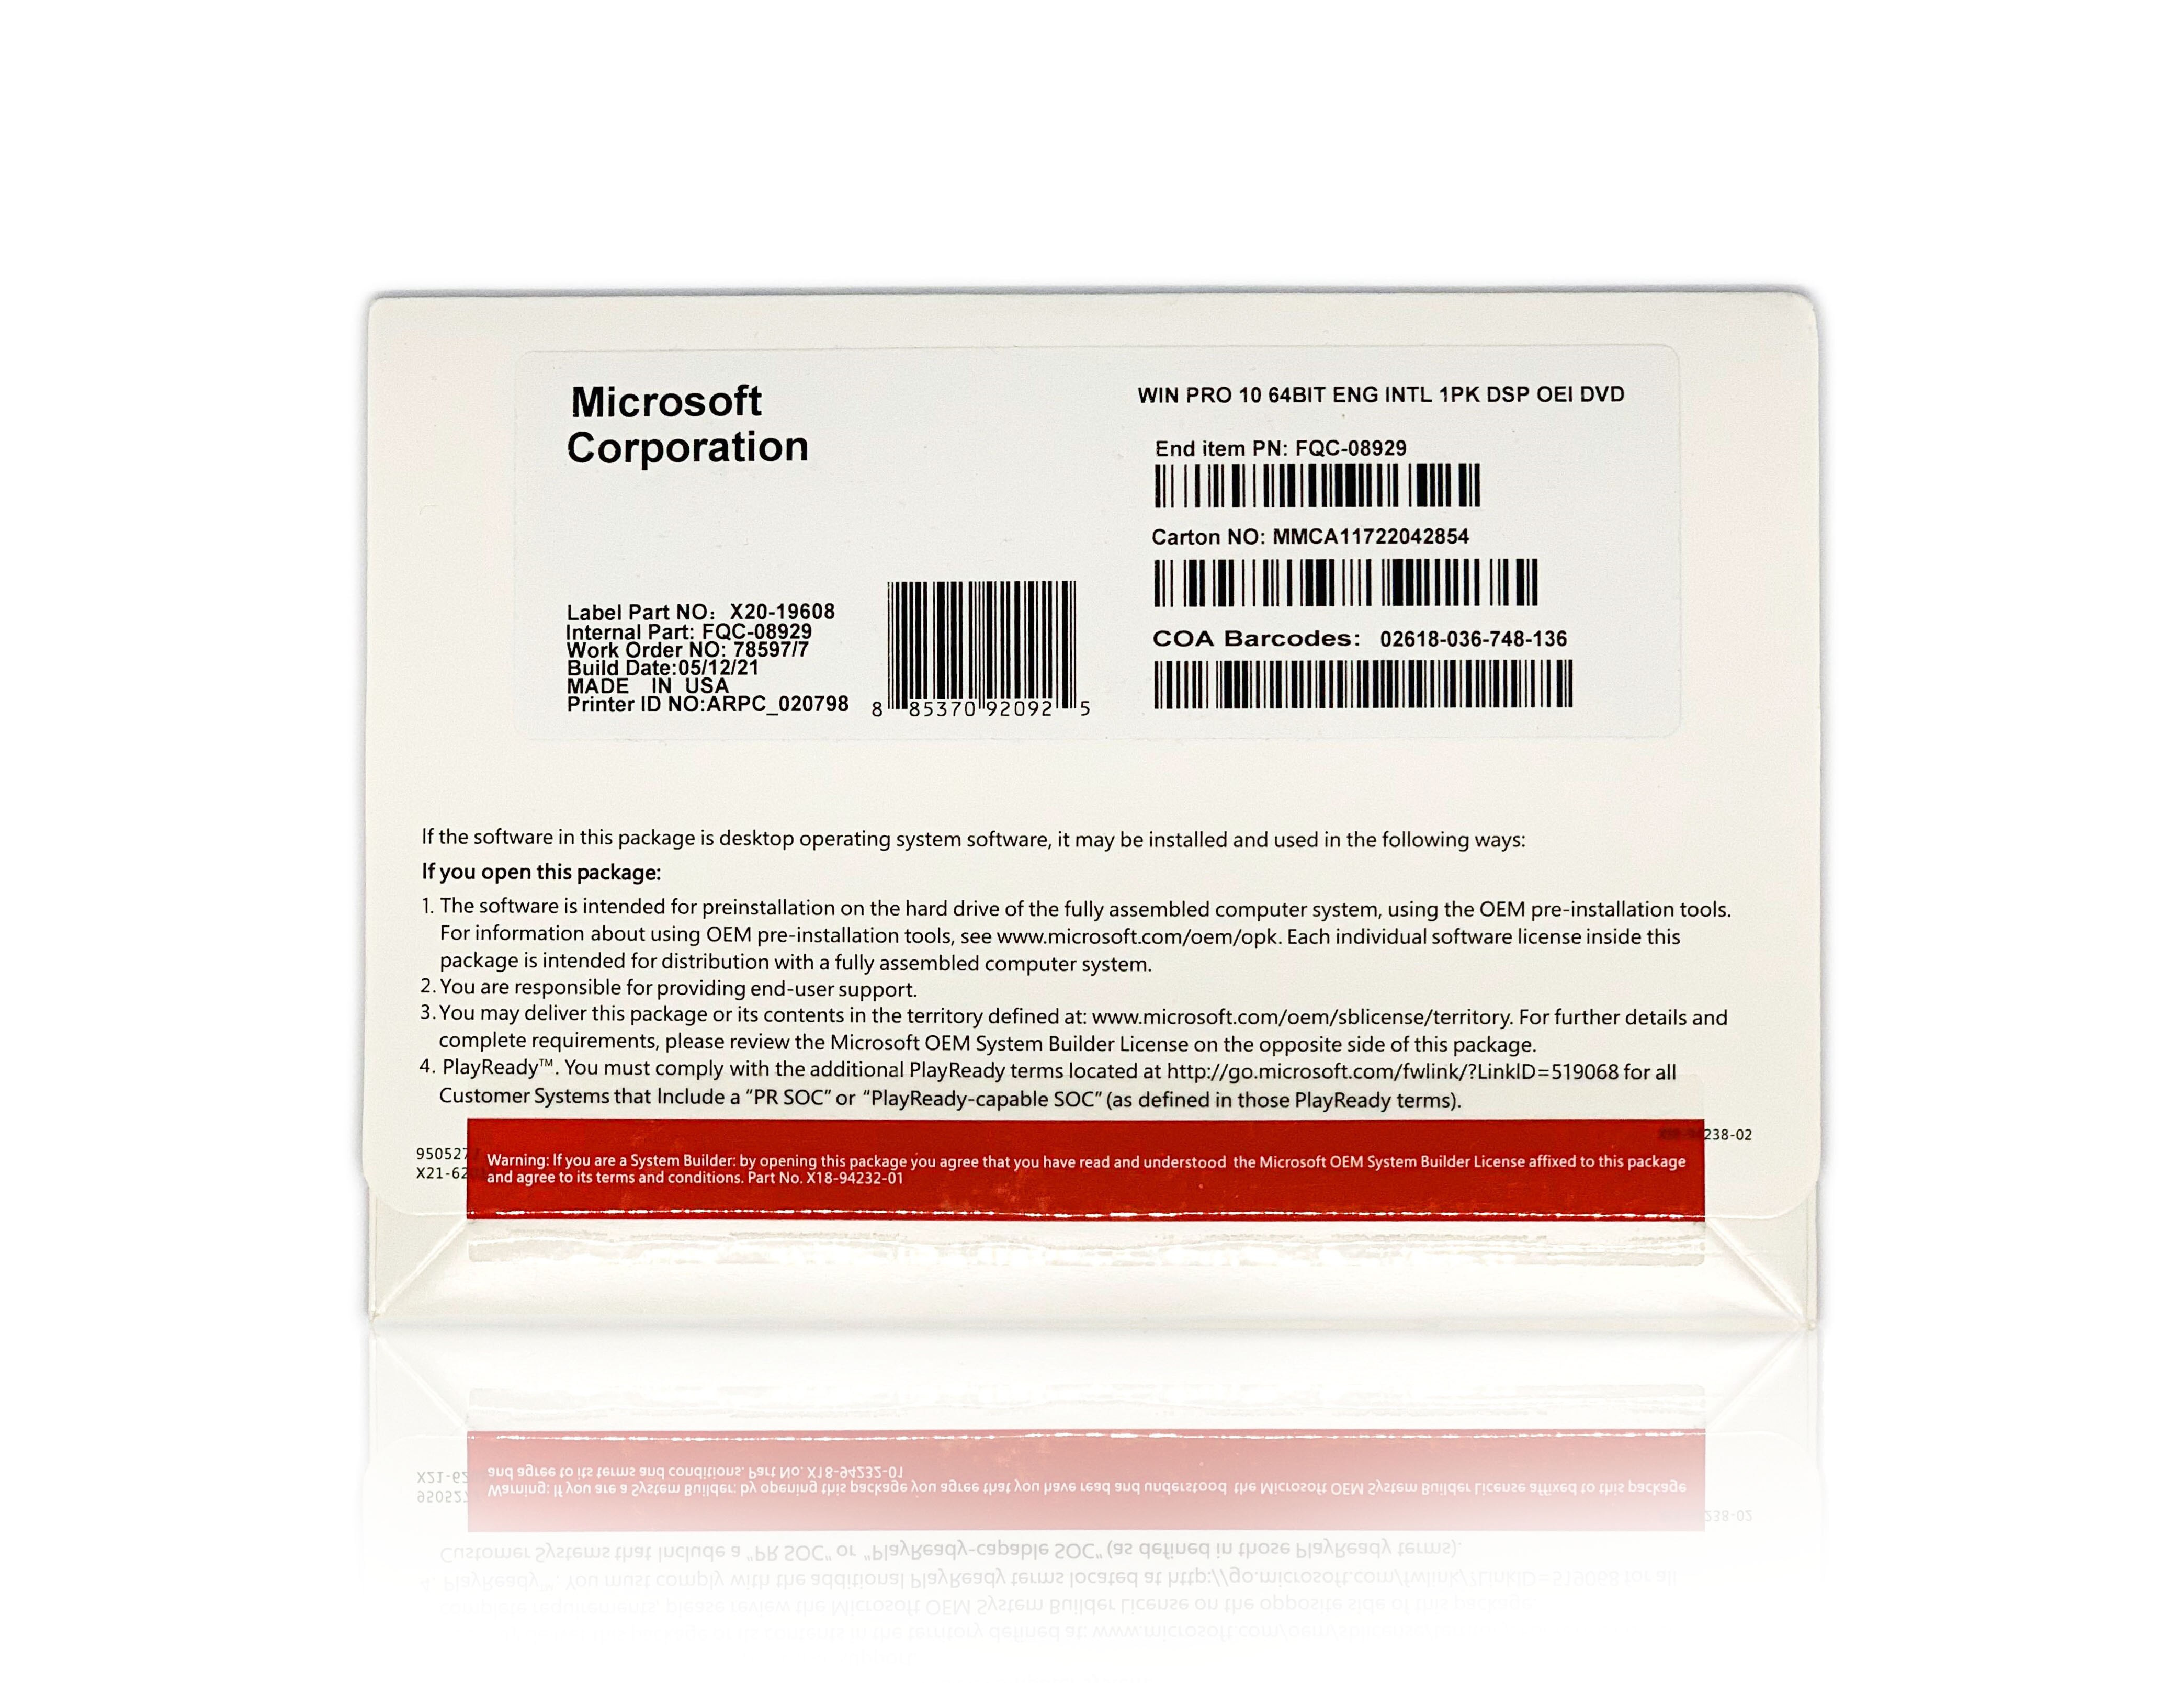 Microsoft
Corporation
WIN PRO 10 64BIT ENG INTL 1PK DSP OEI DVD
End item PN: FQC-08929
Carton NO: MMCA11722042854
COA Barcodes: 02618-036-748-136
Label Part NO: X20-19608
Internal Part: FQC-08929
Work Order NO: 78597/7
Build Date:05/12/21
MADE IN USA
Printer ID NO:ARPC_020798
8 85370 92092 5
If the software in this package is desktop operating system software, it may be installed and used in the following ways:
If you open this package:
1. The software is intended for preinstallation on the hard drive of the fully assembled computer system, using the OEM pre-installation tools.
For information about using OEM pre-installation tools, see www.microsoft.com/oem/opk. Each individual software license inside this
package is intended for distribution with a fully assembled computer system.
2. You are responsible for providing end-user support.
3. You may deliver this package or its contents in the territory defined at: www.microsoft.com/oem/sblicense/territory. For further details and
complete requirements, please review the Microsoft OEM System Builder License on the opposite side of this package.
4. PlayReady™. You must comply with the additional PlayReady terms located at http://go.microsoft.com/fwlink/?LinkID=519068 for all
Customer Systems that Include a "PR SOC" or "PlayReady-capable SOC" (as defined in those PlayReady terms).
238-02
950527
X21-62
Warning: If you are a System Builder: by opening this package you agree that you have read and understood the Microsoft OEM System Builder License affixed to this package
and agree to its terms and conditions. Part No. X18-94232-01